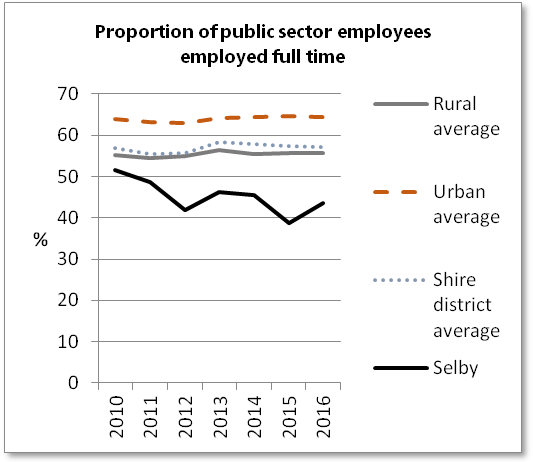 Proportion of public sector employees
employed full time
70
60
50
40
30
20
10
0
%
2010
2011
2012
2013
2014
2015
2016
Rural
average
Urban
average
Shire
district
average
Selby